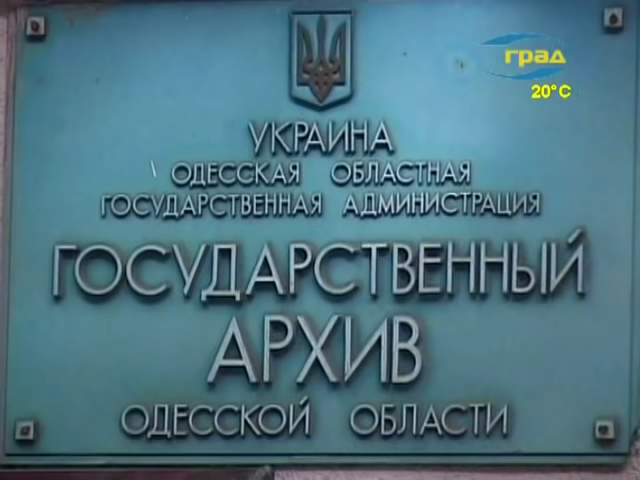 град
20°C
УКРАИНА
ОДЕССКАЯ ОБЛАСТНАЯ
ГОСУДАРСТВЕННАЯ АДМИНИСТРАЦИЯ
ГОСУДАРСТВЕННЫЙ
АРХИВ
ОДЕССКОЙ ОБЛАСТИ